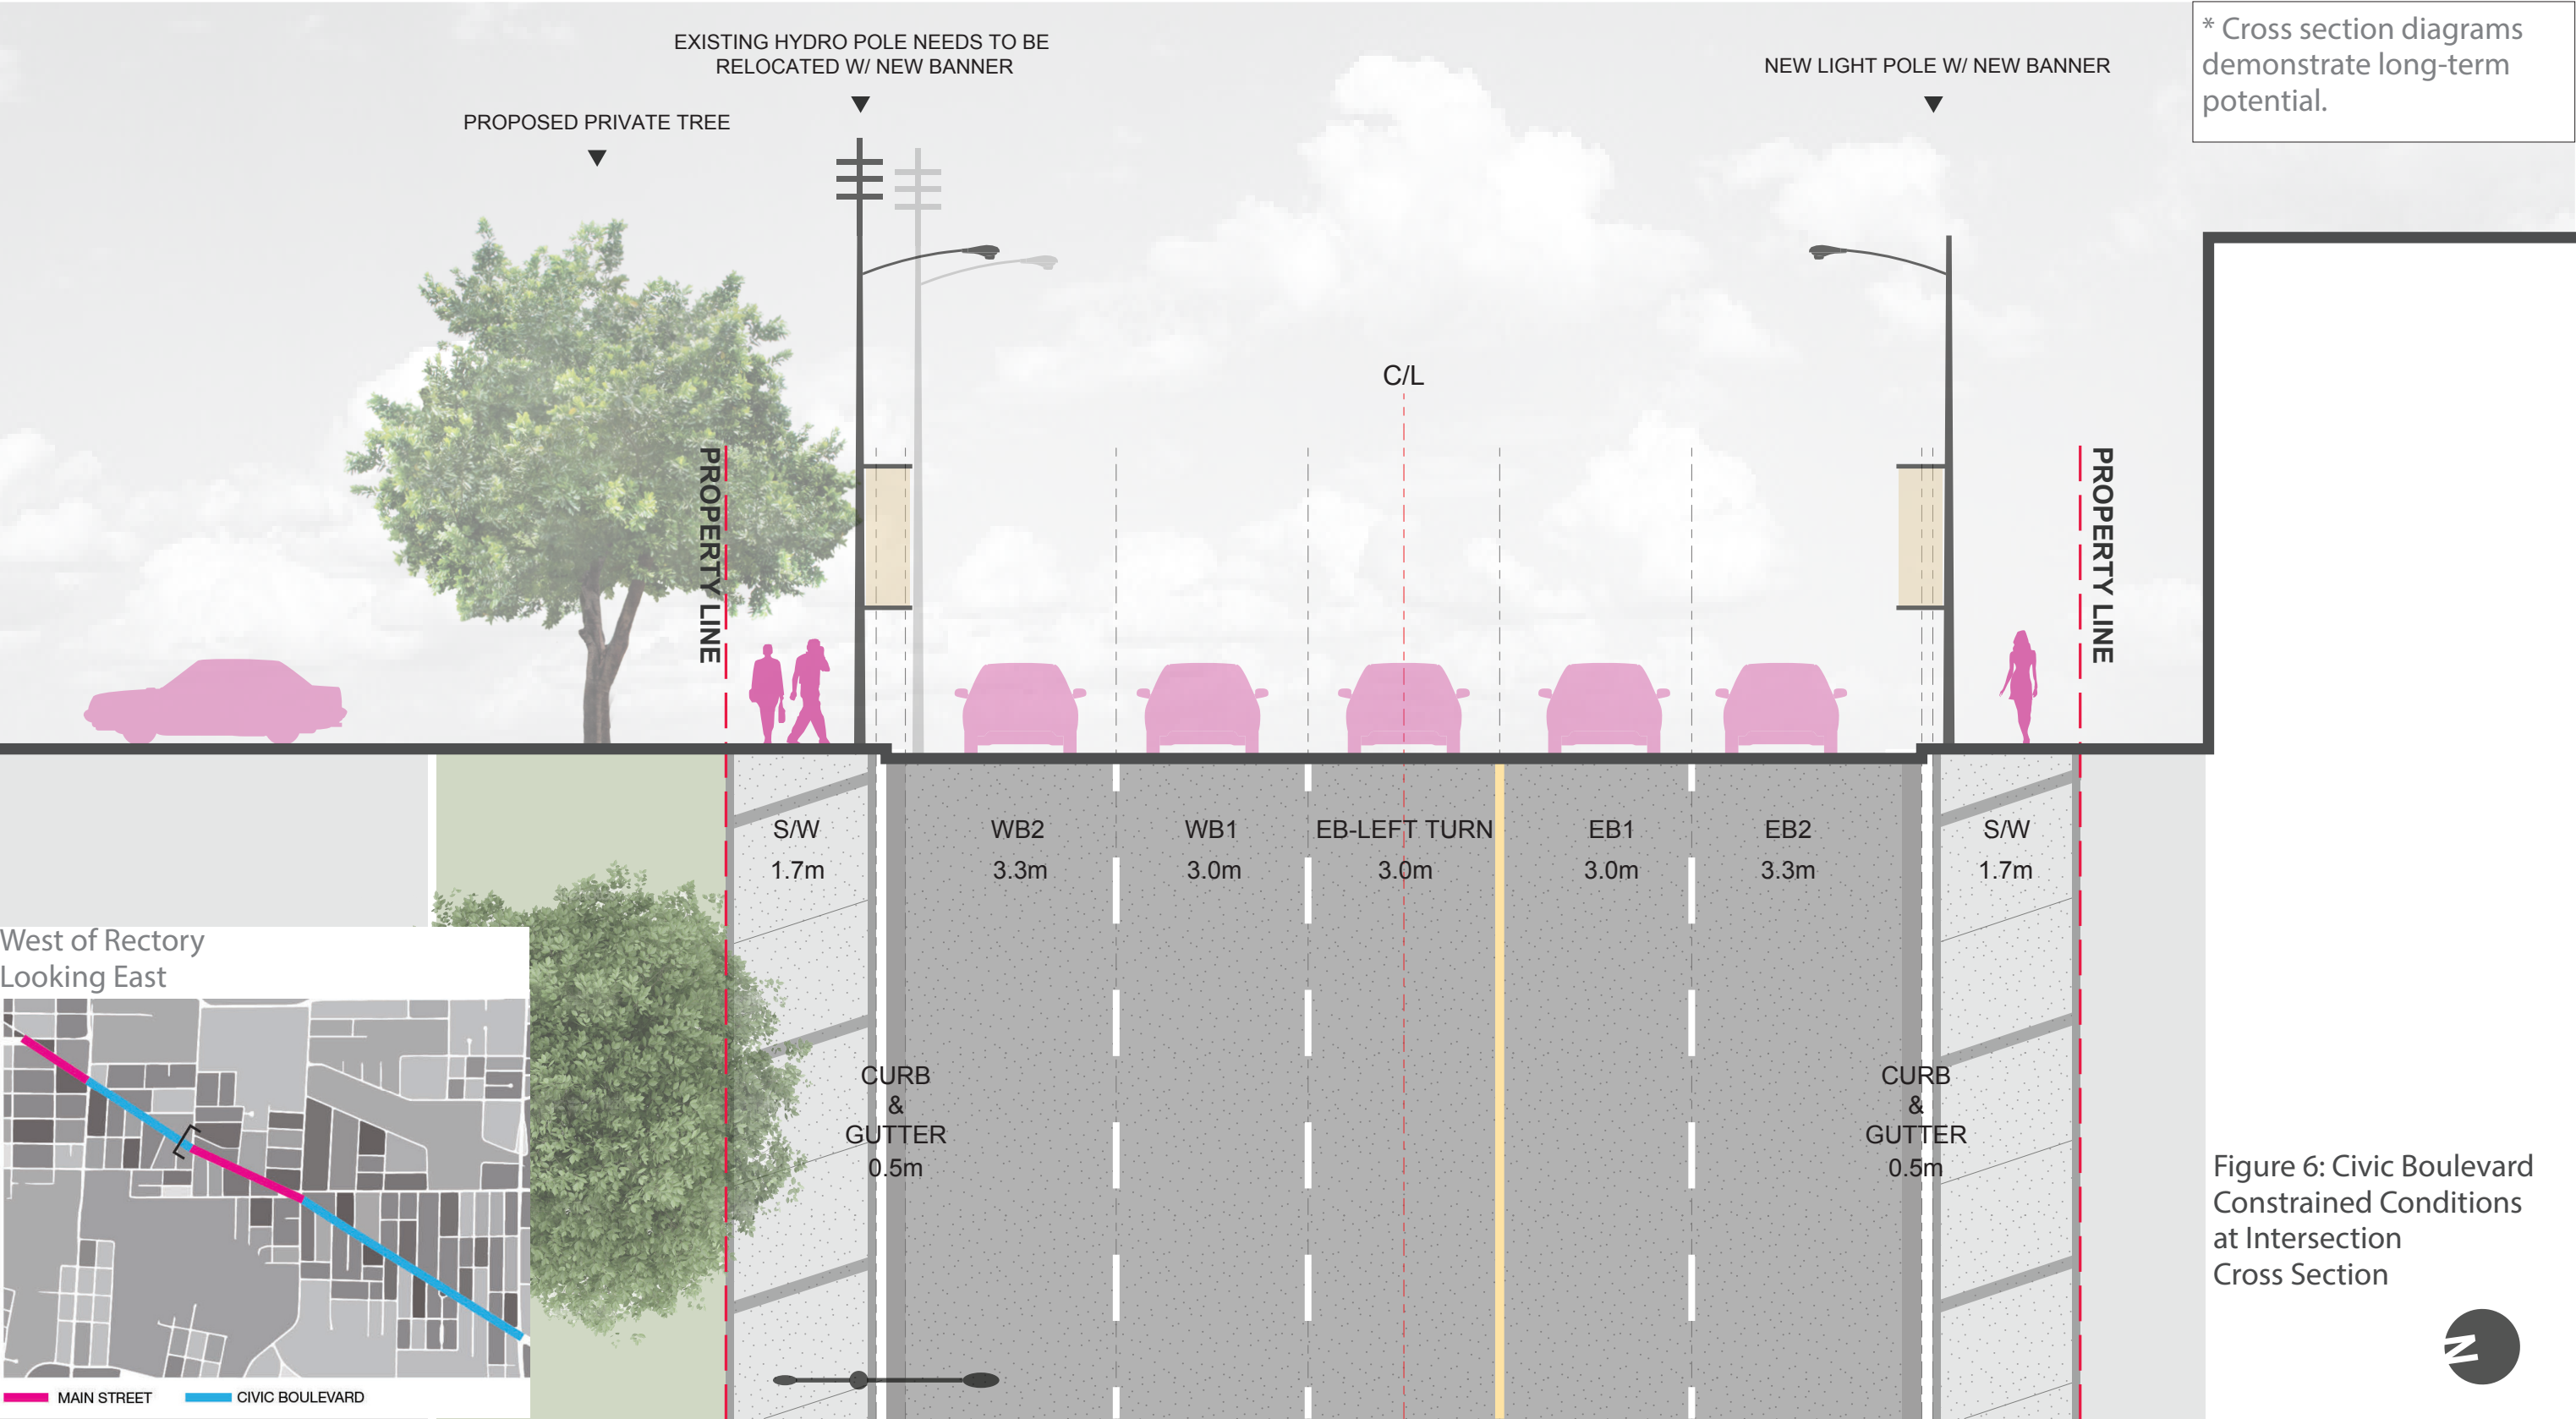 * Cross section diagrams
demonstrate long-term
potential.
EXISTING HYDRO POLE NEEDS TO BE
RELOCATED W/ NEW BANNER
NEW LIGHT POLE W/ NEW BANNER
PROPOSED PRIVATE TREE
C/L
PROPERTY LINE
PROPERTY LINE
S/W
1.7m
WB2
3.3m
WB1
3.0m
EB-LEFT TURN
3.0m
EB1
3.0m
EB2
3.3m
S/W
1.7m
CURB
&
GUTTER
0.5m
CURB
&
GUTTER
0.5m
West of Rectory
Looking East
MAIN STREET
CIVIC BOULEVARD
Figure 6: Civic Boulevard
Constrained Conditions
at Intersection
Cross Section
N